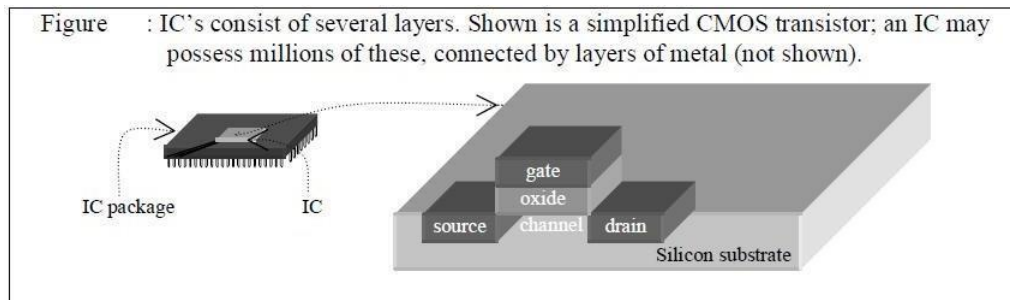 Figure : IC's consist of several layers. Shown is a simplified CMOS transistor; an IC may
possess millions of these, connected by layers of metal (not shown).
gate
oxide
IC package
IC
source
channel
drain
Silicon substrate